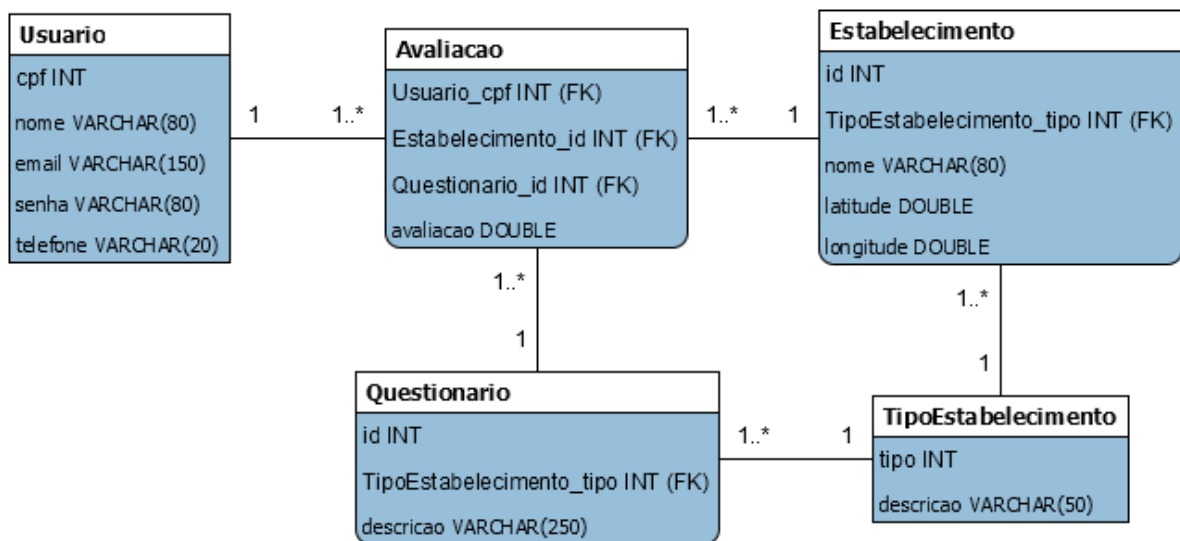 Usuario
cpf INT
nome VARCHAR(80)
email VARCHAR(150)
senha VARCHAR(80)
telefone VARCHAR(20)
1
1..*
Avaliacao
Usuario_cpf INT (FK)
Estabelecimento_id INT (FK)
Questionario_id INT (FK)
avaliacao DOUBLE
1..*
1
Estabelecimento
id INT
TipoEstabelecimento_tipo INT (FK)
nome VARCHAR(80)
latitude DOUBLE
longitude DOUBLE
1..*
1
1..*
1
Questionario
id INT
TipoEstabelecimento_tipo INT (FK)
descricao VARCHAR(250)
1..*
1
TipoEstabelecimento
tipo INT
descricao VARCHAR(50)